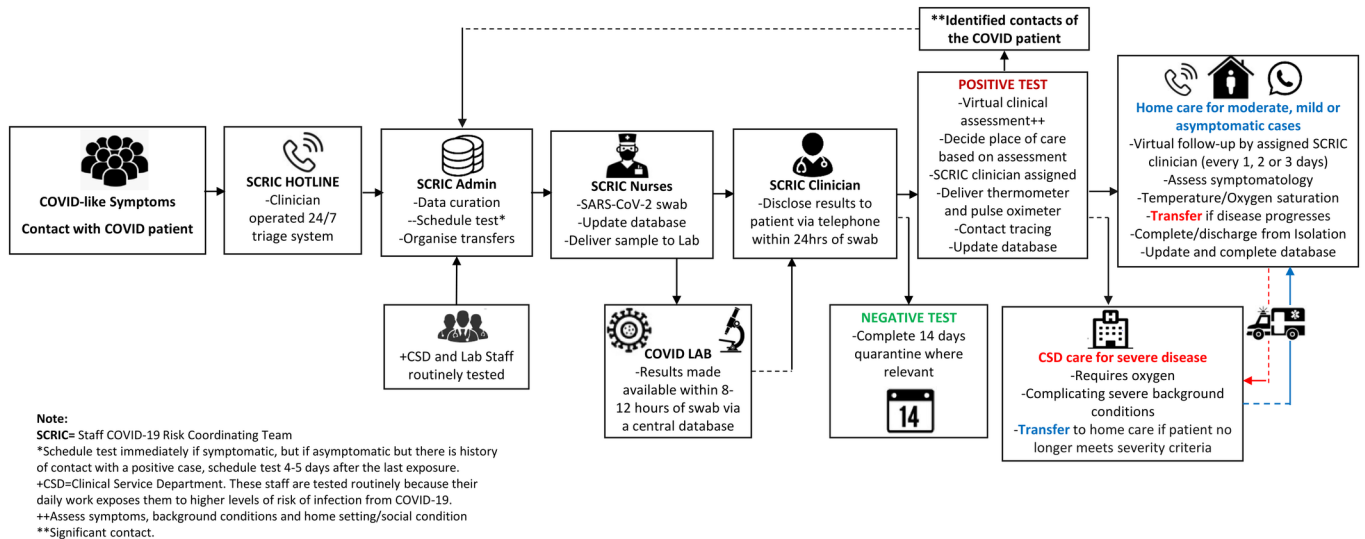 **Identified contacts of
the COVID patient
COVID-like Symptoms
Contact with COVID patient
SCRIC HOTLINE
-Clinician
operated 24/7
triage system
SCRIC Admin
-Data curation
--Schedule test*
-Organise transfers
+CSD and Lab Staff
routinely tested
SCRIC Nurses
-SARS-CoV-2 swab
-Update database
-Deliver sample to Lab
COVID LAB
-Results made
available within 8-
12 hours of swab via
a central database
SCRIC Clinician
-Disclose results to
patient via telephone
within 24hrs of swab
POSITIVE TEST
-Virtual clinical
assessment++
-Decide place of care
based on assessment
-SCRIC clinician assigned
-Deliver thermometer
and pulse oximeter
-Contact tracing
-Update database
NEGATIVE TEST
-Complete 14 days
quarantine where
relevant
14
Home care for moderate, mild or
asymptomatic cases
-Virtual follow-up by assigned SCRIC
clinician (every 1, 2 or 3 days)
-Assess symptomatology
-Temperature/Oxygen saturation
-Transfer if disease progresses
-Complete/discharge from Isolation
-Update and complete database
H
CSD care for severe disease
-Requires oxygen
-Complicating severe background
conditions
-Transfer to home care if patient no
longer meets severity criteria
Note:
SCRIC= Staff COVID-19 Risk Coordinating Team
*Schedule test immediately if symptomatic, but if asymptomatic but there is history
of contact with a positive case, schedule test 4-5 days after the last exposure.
+CSD=Clinical Service Department. These staff are tested routinely because their
daily work exposes them to higher levels of risk of infection from COVID-19.
++Assess symptoms, background conditions and home setting/social condition
**Significant contact.